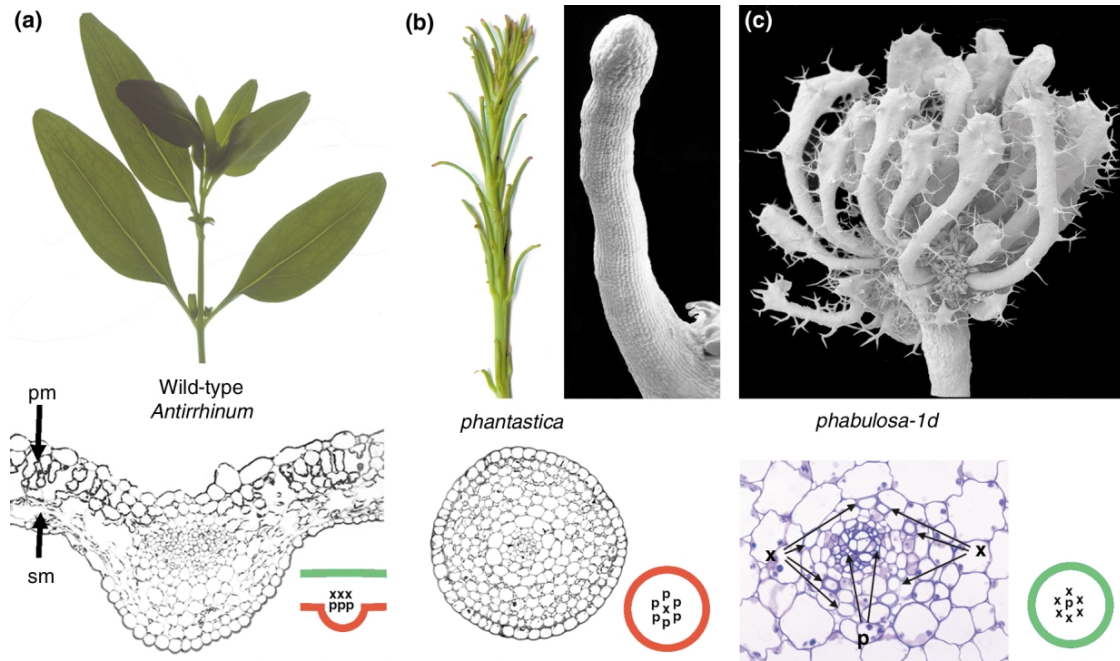 (a)
(b)
(c)
Wild-type
Antirrhinum
phantastica
phabulosa-1d
pm
sm
xxx
ppp
p
p p
x
p p
p
x
x
p
x
x x
p
x x
x